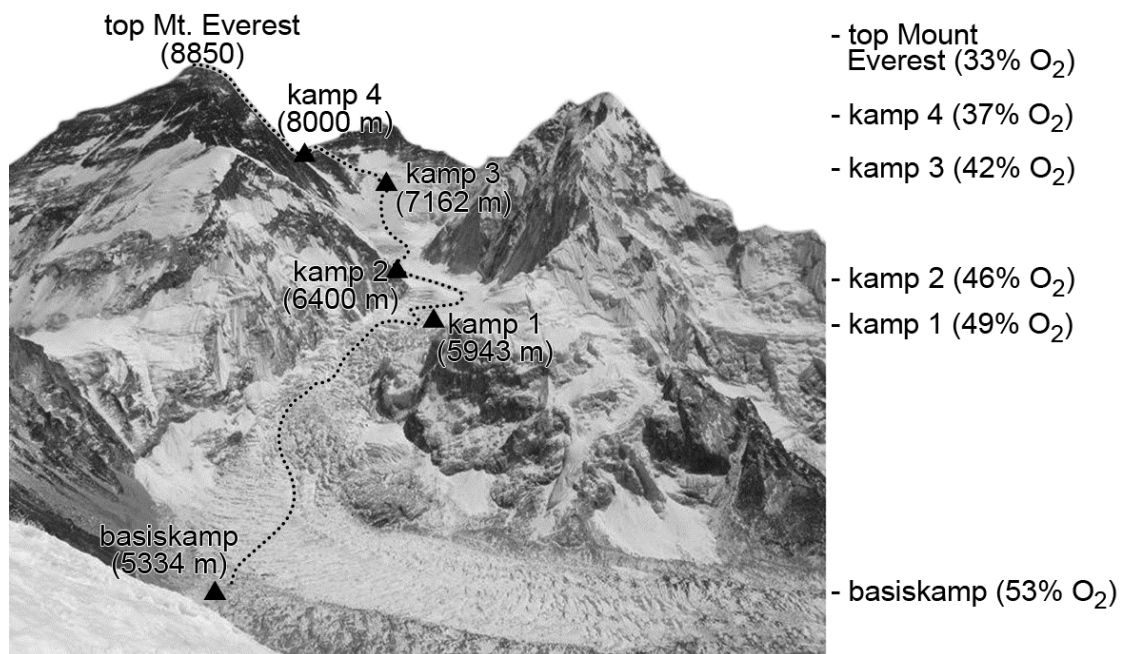 top Mt. Everest
(8850)
kamp 4
(8000 m)
kamp 3
(7162 m)
kamp 2
(6400 m)
kamp 1
(5943 m)
basiskamp
(5334 m)
- top Mount
Everest (33% O₂)
- kamp 4 (37% O₂)
- kamp 3 (42% O₂)
- kamp 2 (46% O₂)
- kamp 1 (49% O₂)
- basiskamp (53% O₂)